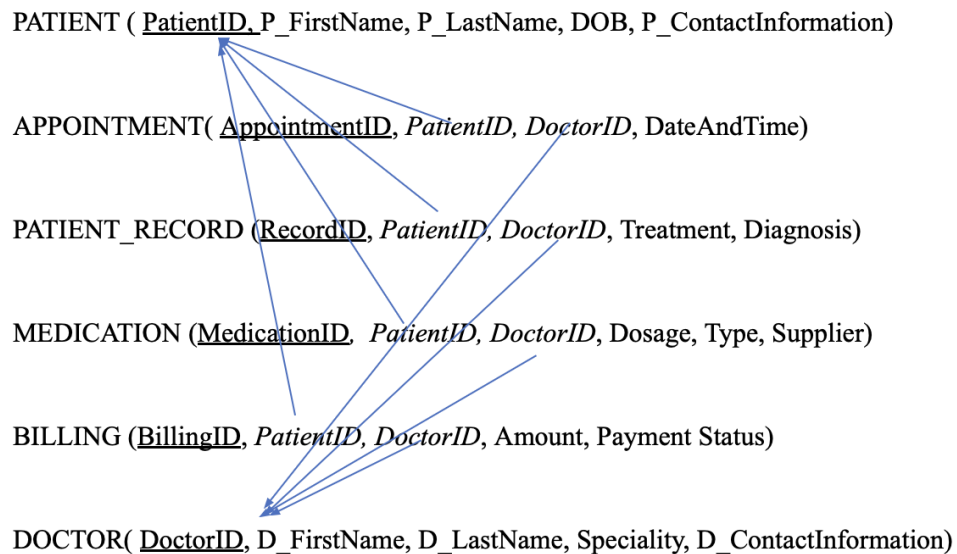 PATIENT ( PatientID, P_FirstName, P_LastName, DOB, P_ContactInformation)
APPOINTMENT( AppointmentID, PatientID, DoctorID, DateAndTime)
PATIENT_RECORD (RecordID, PatientID, DoctorID, Treatment, Diagnosis)
MEDICATION (MedicationID, PatientID, DoctorID, Dosage, Type, Supplier)
BILLING (BillingID, PatientID, DoctorID, Amount, Payment Status)
DOCTOR( DoctorID, D_FirstName, D_LastName, Speciality, D_ContactInformation)